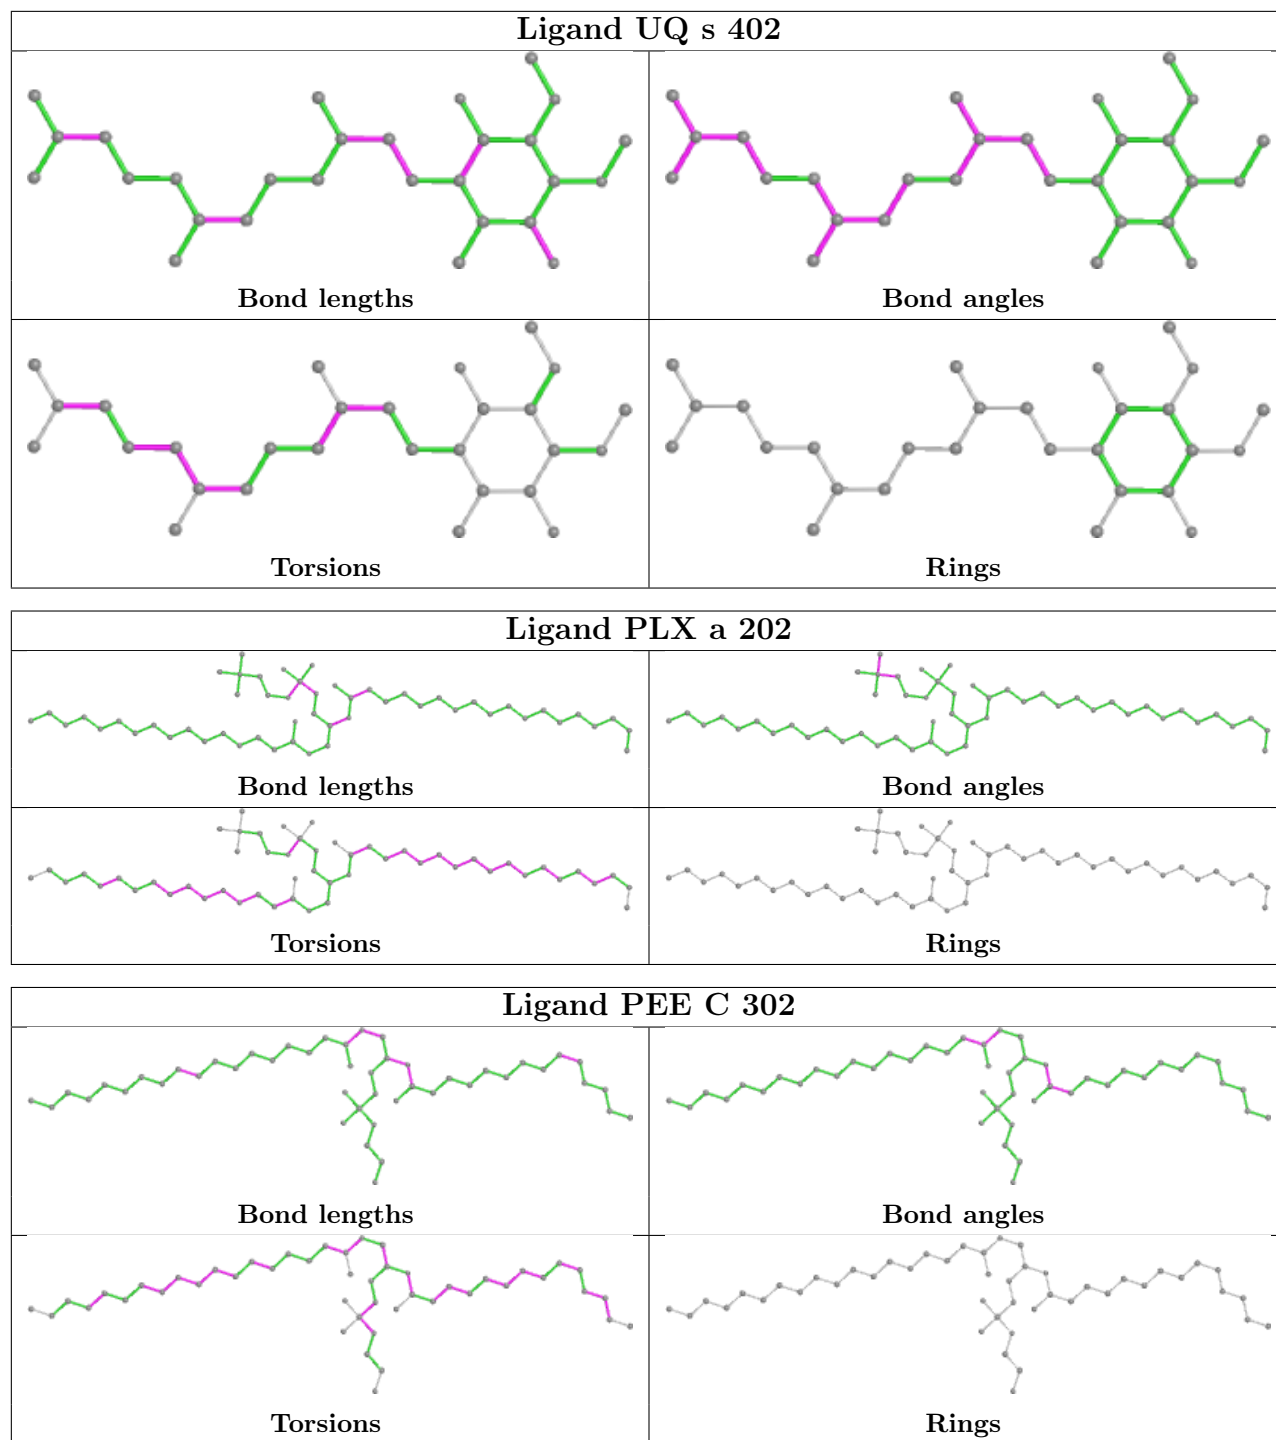 Ligand UQ s 402
Bond lengths
Bond angles
Torsions
Rings
Ligand PLX a 202
Bond lengths
Bond angles
Torsions
Rings
Ligand PEE C 302
Bond lengths
Bond angles
Torsions
Rings